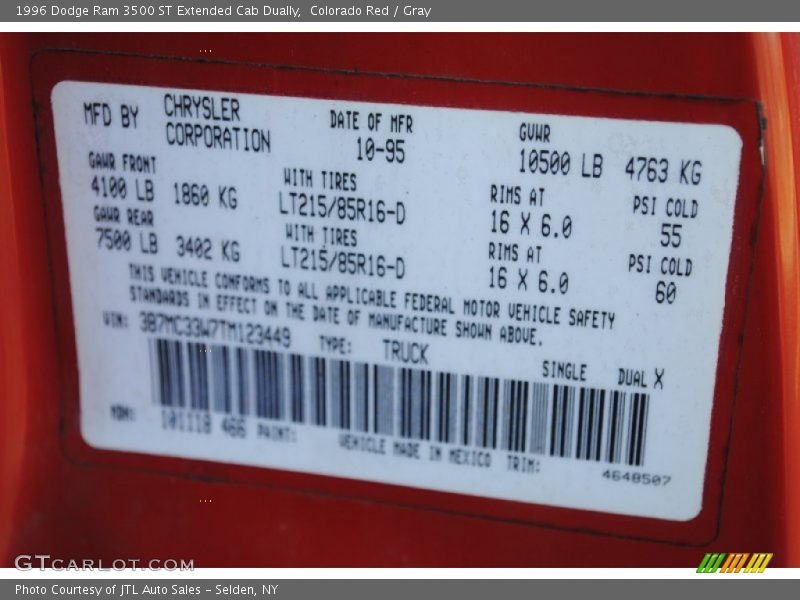 1996 Dodge Ram 3500 ST Extended Cab Dually,  Colorado Red / Gray
MFD BY CHRYSLER CORPORATION
DATE OF MFR 10-95
GVWR 10500 LB 4763 KG
GAWR FRONT 4100 LB 1860 KG
WITH TIRES LT215/85R16-D
RIMS AT 16 X 6.0
PSI COLD 55
GAWR REAR 7500 LB 3402 KG
WITH TIRES LT215/85R16-D
RIMS AT 16 X 6.0
PSI COLD 60
THIS VEHICLE CONFORMS TO ALL APPLICABLE FEDERAL MOTOR VEHICLE SAFETY
STANDARDS IN EFFECT ON THE DATE OF MANUFACTURE SHOWN ABOVE.
VIN: 3B7MC33W7TM123449 TYPE: TRUCK
SINGLE DUAL X
MDH: 101118 466 PAINT: VEHICLE MADE IN MEXICO TRIM:
4648507
GTCARLOT.COM
Photo Courtesy of JTL Auto Sales – Selden, NY